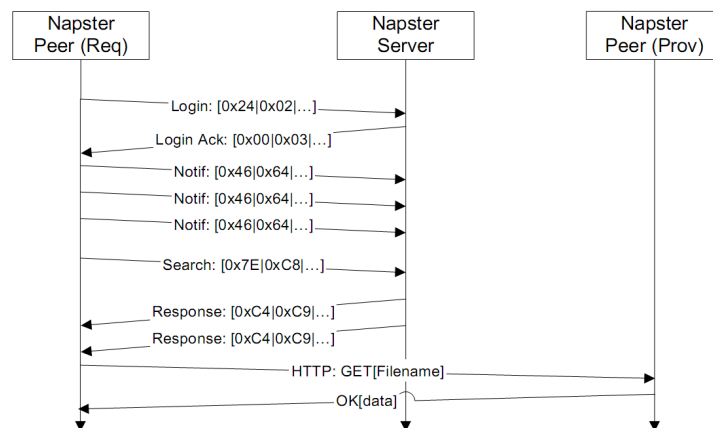 Napster
Peer (Req)
Napster
Server
Napster
Peer (Prov)
Login: [0x24|0x02|...]
Login Ack: [0x00|0x03|...]
Notif: [0x46|0x64|...]
Notif: [0x46|0x64|...]
Notif: [0x46|0x64|...]
Search: [0x7E|0xC8|...]
Response: [0xC4|0xC9|...]
Response: [0xC4|0xC9|...]
HTTP: GET[Filename]
OK[data]